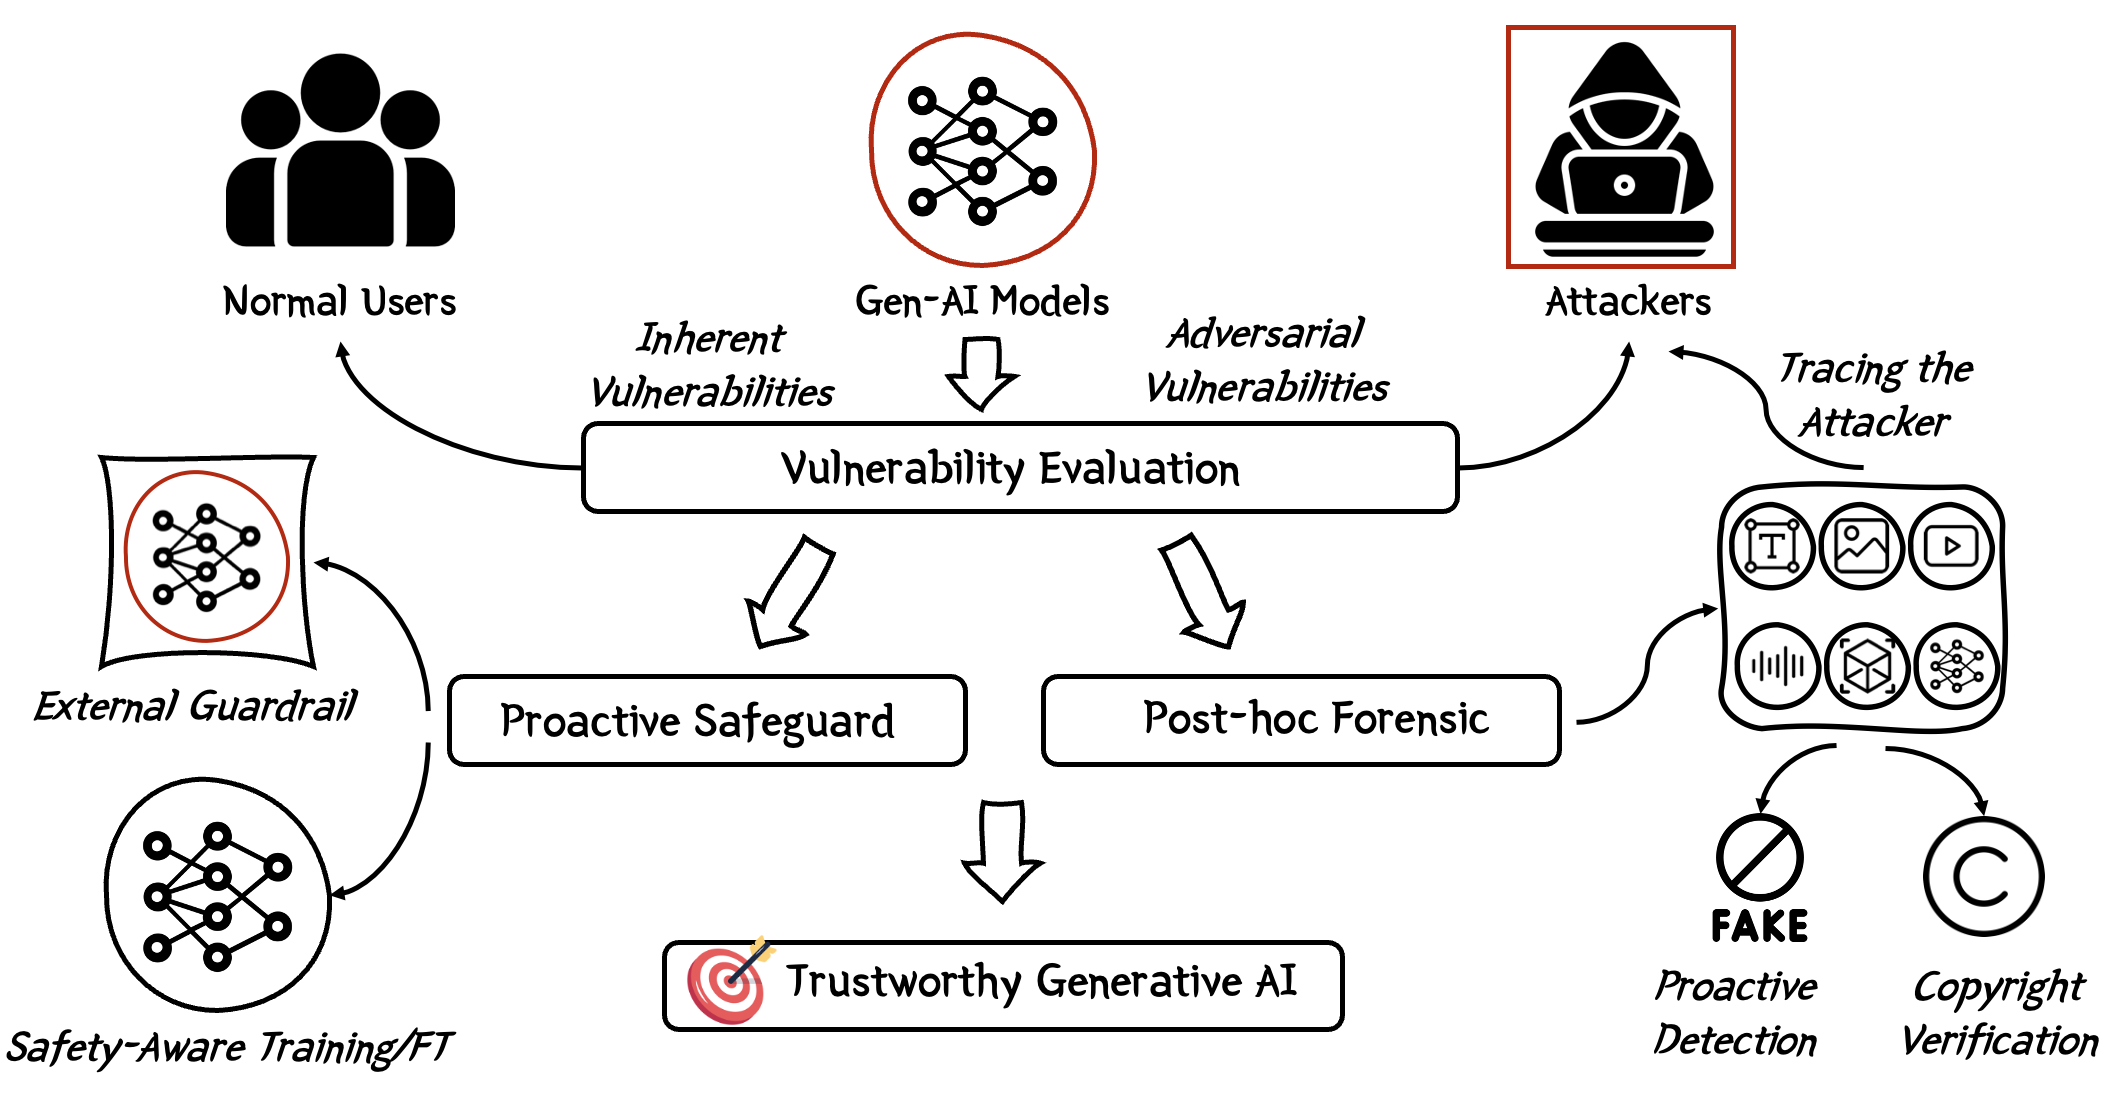 Normal Users
Gen-AI Models
Attackers
Inherent
Vulnerabilities
Adversarial
Vulnerabilities
Tracing the
Attacker
Vulnerability Evaluation
T
External Guardrail
Proactive Safeguard
Post-hoc Forensic
Safety-Aware Training/FT
Trustworthy Generative AI
FAKE
C
Proactive
Detection
Copyright
Verification